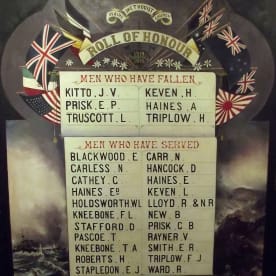 ROLL OF HONOUR
MEN WHO HAVE FALLEN
KITTO, J.V. KEVEN, H
PRISK, E.P. HAINES, A
TRUSCOTT, L. TRIPLOW, H
MEN WHO HAVE SERVED
BLACKWOOD, E CARR, N.
CARLESS, N. HANCOCK, D
CATHEY, C. HAINES, E
HAINES, ED KEVEN, L.
HOLDSWORTH WL LLOYD, R & N R
KNEEBONE, F.L NEW, B
STAFFORD, D PRISK, C B
PASCOE, T RAYNER, V
KNEEBONE, T A SMITH, E R
ROBERTS, H TRIPLOW, F J
STAPLEDON, E J WARD, R